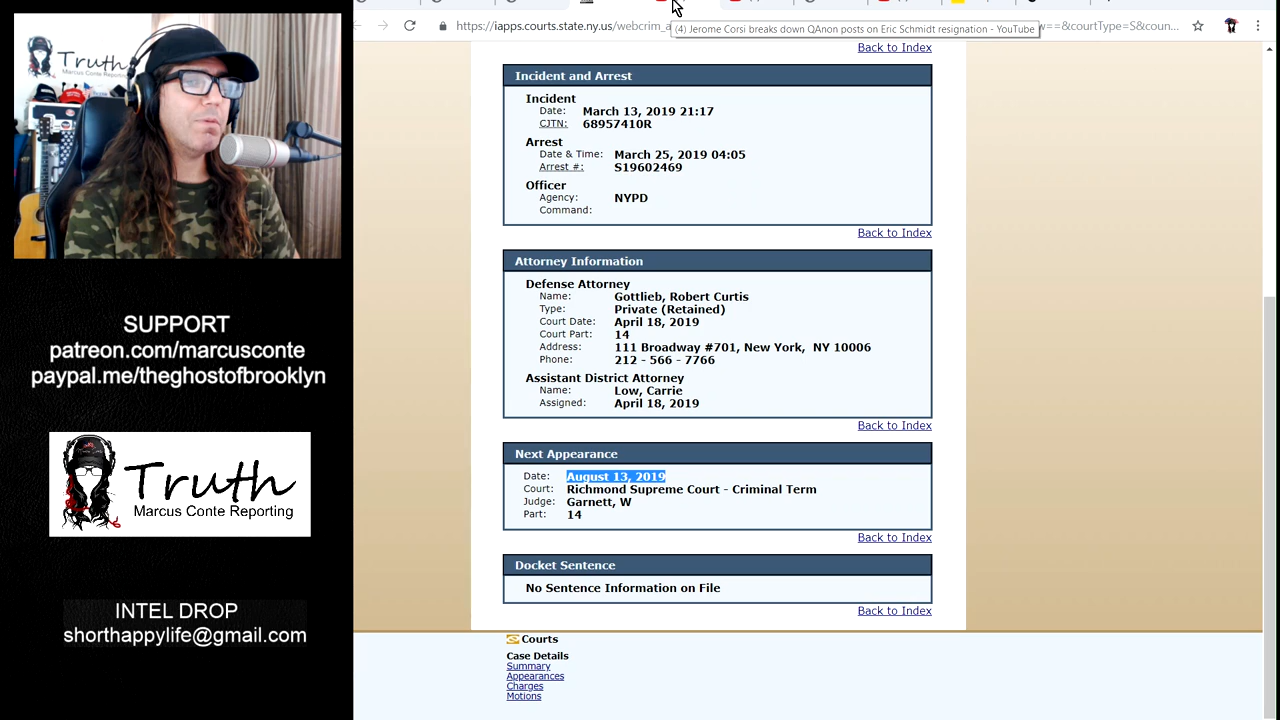 https://iapps.courts.state.ny.us/webcrim_a
w==&courtType=S&coun...
(4) Jerome Corsi breaks down QAnon posts on Eric Schmidt resignation - YouTube
Truth
Marcus Conte Reporting
Back to Index
Incident and Arrest
Incident
Date: March 13, 2019 21:17
CJTN: 68957410R
Arrest
Date & Time: March 25, 2019 04:05
Arrest #: S19602469
Officer
Agency: NYPD
Command:
Back to Index
Attorney Information
Defense Attorney
Name: Gottlieb, Robert Curtis
Type: Private (Retained)
Court Date: April 18, 2019
Court Part: 14
Address: 111 Broadway #701, New York, NY 10006
Phone: 212 - 566 - 7766
Assistant District Attorney
Name: Low, Carrie
Assigned: April 18, 2019
Back to Index
Next Appearance
Date: August 13, 2019
Court: Richmond Supreme Court - Criminal Term
Judge: Garnett, W
Part: 14
Back to Index
Docket Sentence
No Sentence Information on File
Back to Index
Courts
Case Details
Summary
Appearances
Charges
Motions
SUPPORT
patreon.com/marcusconte
paypal.me/theghostofbrooklyn
Truth
Marcus Conte Reporting
INTEL DROP
shorthappylife@gmail.com